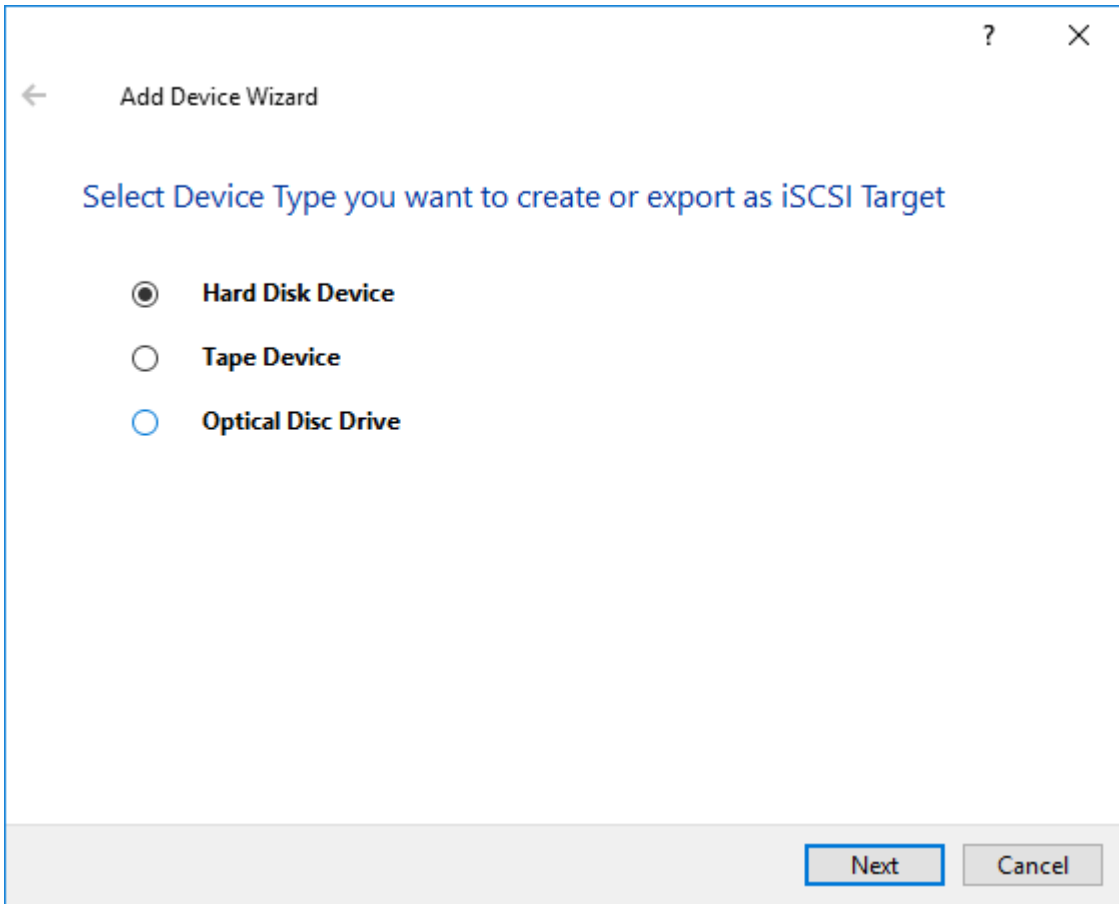 ?
Add Device Wizard
Select Device Type you want to create or export as iSCSI Target
Hard Disk Device
Tape Device
Optical Disc Drive
Next Cancel